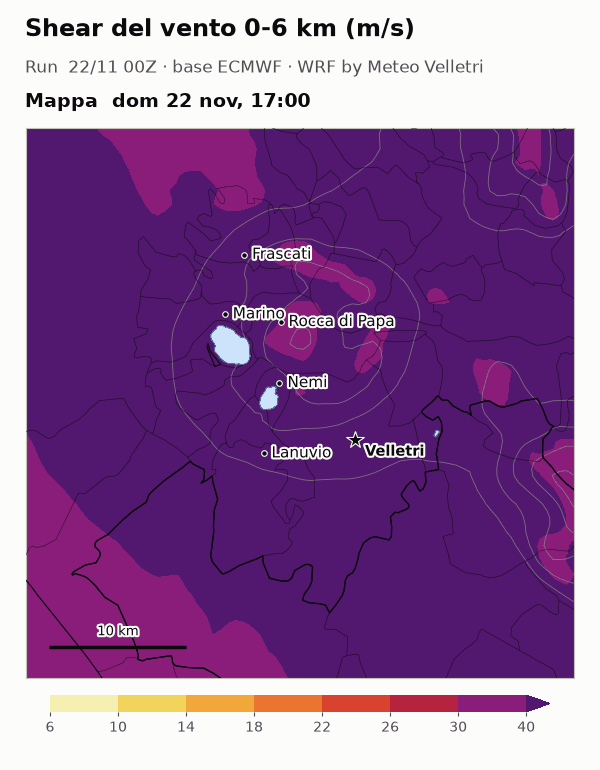 Shear del vento 0-6 km (m/s)
Run  22/11 00Z · base ECMWF · WRF by Meteo Velletri
Mappa  dom 22 nov, 17:00
Frascati
Marino
Rocca di Papa
Nemi
Velletri
Lanuvio
10 km
6 10 14 18 22 26 30 40